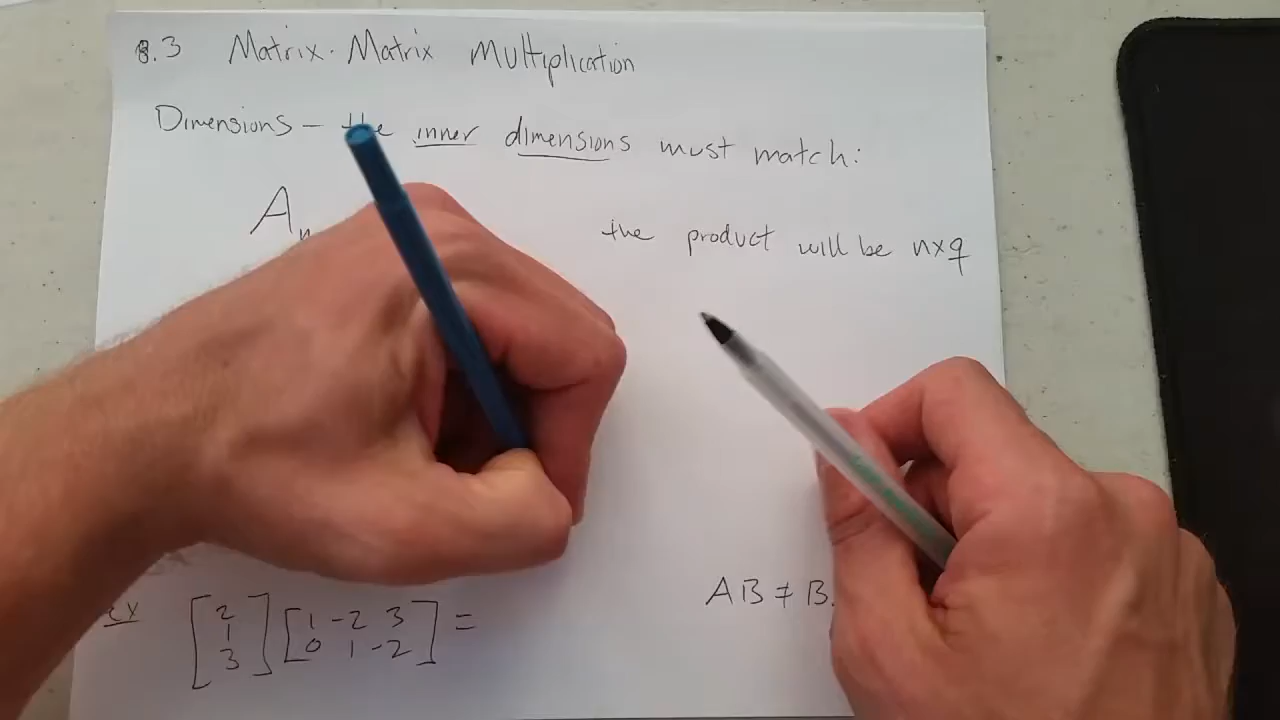 8.3 Matrix·Matrix Multiplication
Dimensions – the inner dimensions must match:
A
the product will be n×q
AB ≠ B
Ex [2 1 3] [1 -2 3
0 1 -2] =